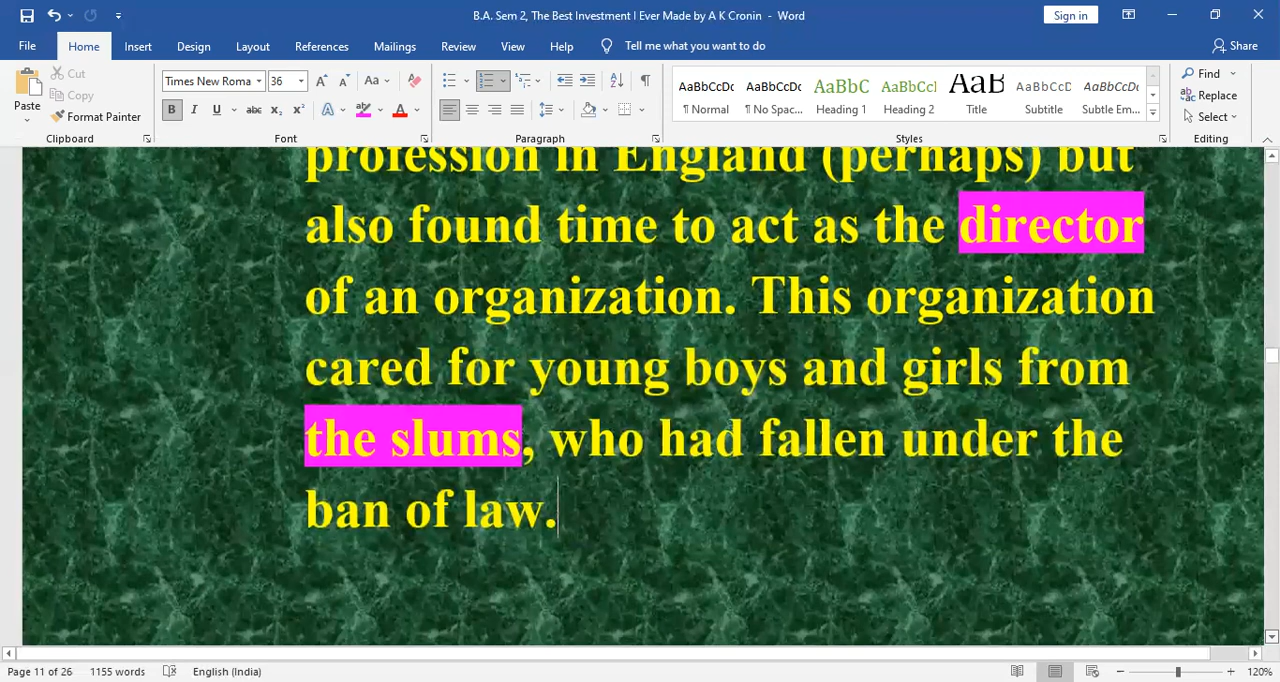 B.A. Sem 2, The Best Investment I Ever Made by A K Cronin - Word
Sign in
File Home Insert Design Layout References Mailings Review View Help Tell me what you want to do Share
Paste
Cut
Copy
Format Painter
Clipboard
Times New Roma 36
Font
Paragraph
AaBbCcDc AaBbCcDc AaBbC AaBbCcl AaB AaBbCcD AaBbCcDc
¶ Normal ¶ No Spac... Heading 1 Heading 2 Title Subtitle Subtle Em...
Styles
Find
Replace
Select
Editing
profession in England (perhaps) but
also found time to act as the director
of an organization. This organization
cared for young boys and girls from
the slums, who had fallen under the
ban of law.
Page 11 of 26 1155 words English (India) 120%